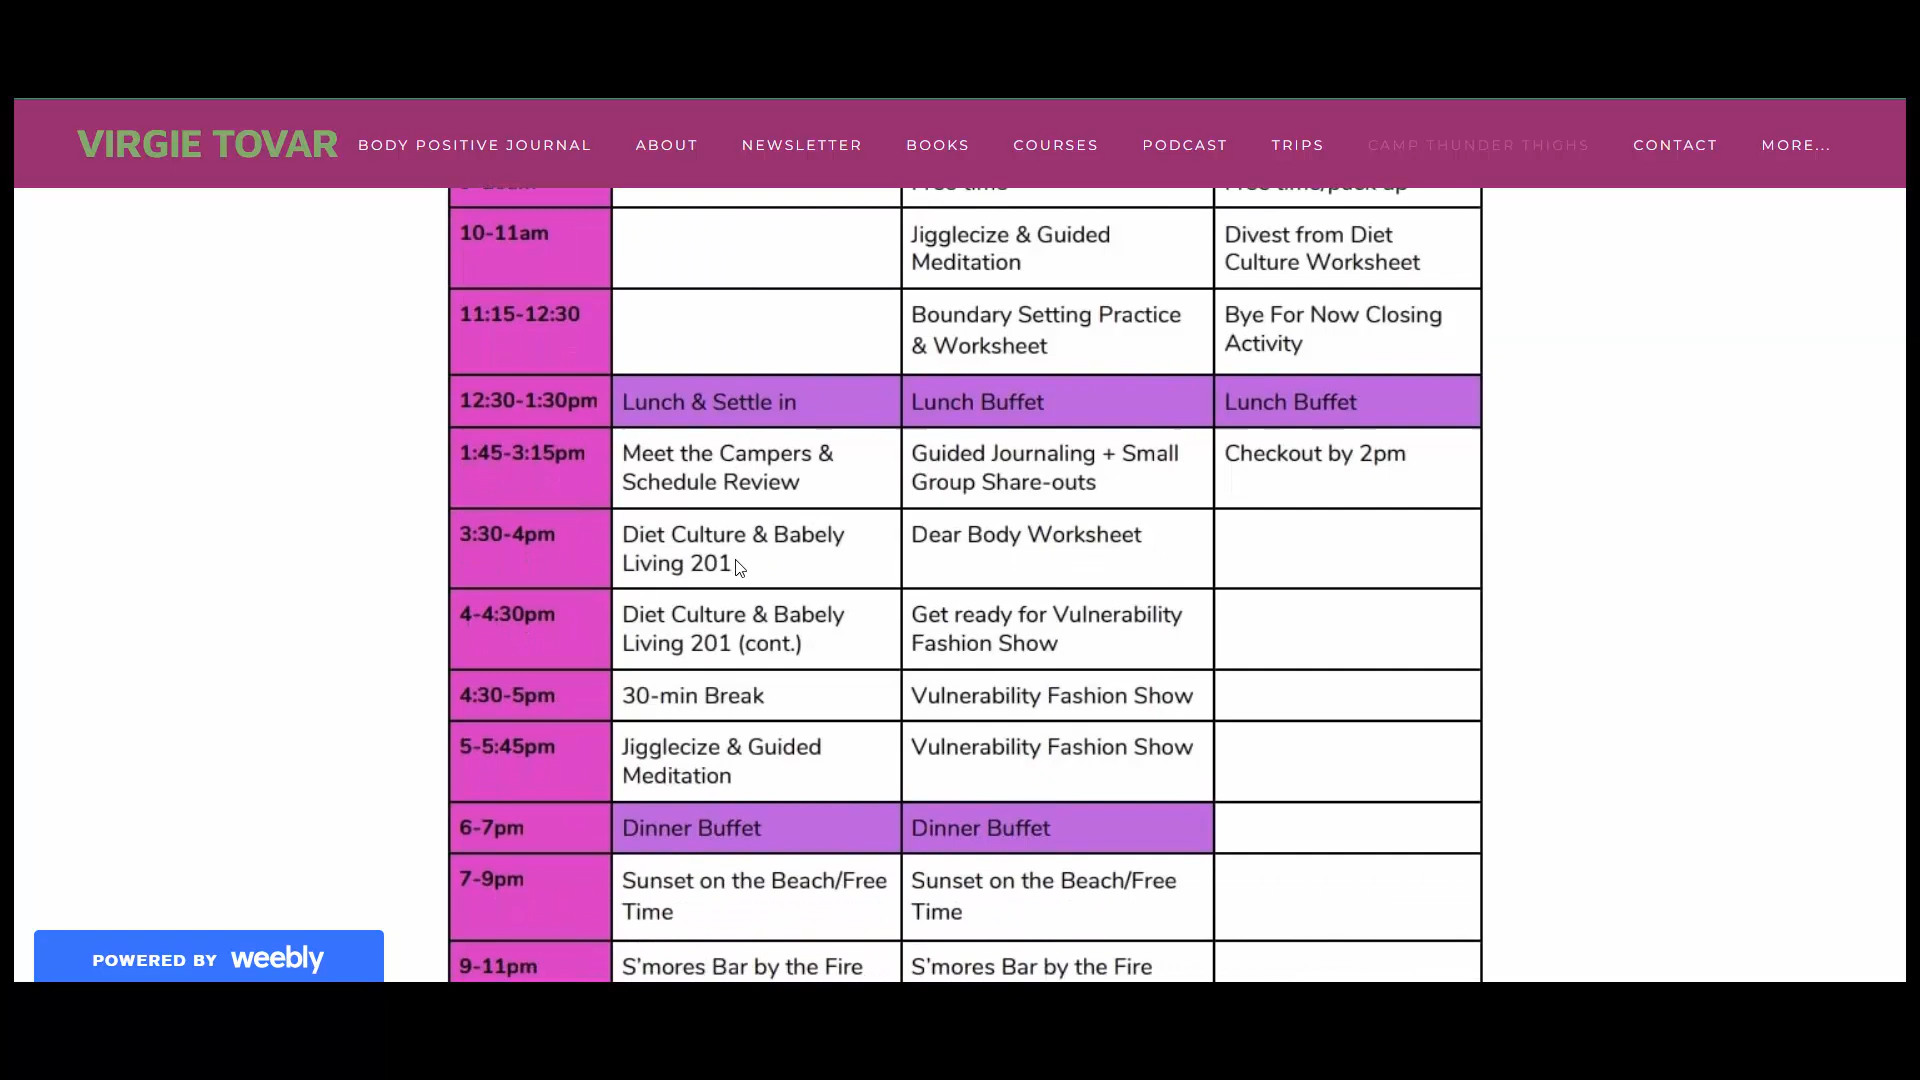 VIRGIE TOVAR BODY POSITIVE JOURNAL ABOUT NEWSLETTER BOOKS COURSES PODCAST TRIPS CAMP THUNDER THIGHS CONTACT MORE...
10-11am
Jigglecize & Guided
Meditation
Divest from Diet
Culture Worksheet
11:15-12:30
Boundary Setting Practice
& Worksheet
Bye For Now Closing
Activity
12:30-1:30pm
Lunch & Settle in
Lunch Buffet
Lunch Buffet
1:45-3:15pm
Meet the Campers &
Schedule Review
Guided Journaling + Small
Group Share-outs
Checkout by 2pm
3:30-4pm
Diet Culture & Babely
Living 201
Dear Body Worksheet
4-4:30pm
Diet Culture & Babely
Living 201 (cont.)
Get ready for Vulnerability
Fashion Show
4:30-5pm
30-min Break
Vulnerability Fashion Show
5-5:45pm
Jigglecize & Guided
Meditation
Vulnerability Fashion Show
6-7pm
Dinner Buffet
Dinner Buffet
7-9pm
Sunset on the Beach/Free
Time
Sunset on the Beach/Free
Time
9-11pm
S'mores Bar by the Fire
S'mores Bar by the Fire
POWERED BY weebly